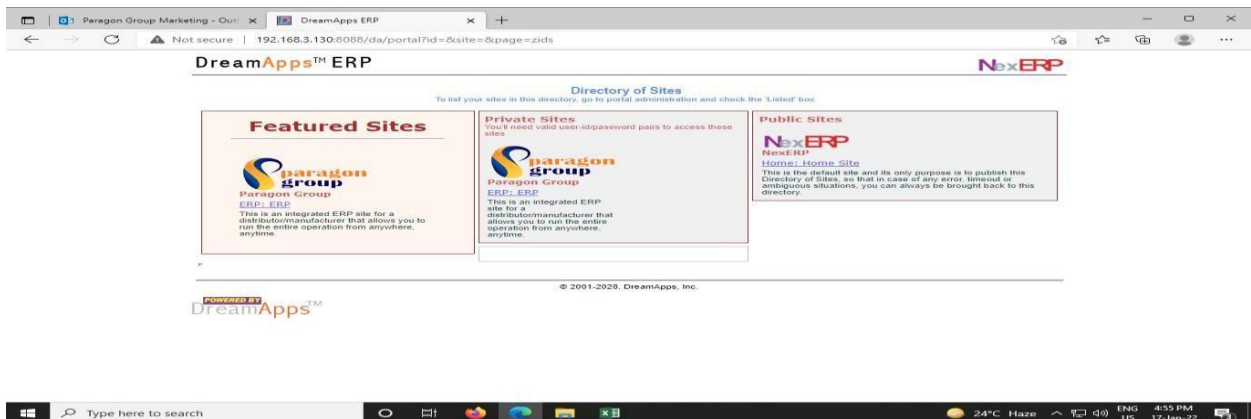 Paragon Group Marketing - Outl
DreamApps ERP
Not secure | 192.168.3.130:8088/da/portal?id=&site=&page=zids
DreamApps™ ERP
NexERP
Directory of Sites
To list your sites in this directory, go to portal administration and check the 'Listed' box
Featured Sites
paragon
group
Paragon Group
ERP: ERP
This is an integrated ERP site for a
distributor/manufacturer that allows you to
run the entire operation from anywhere,
anytime.
Private Sites
You'll need valid user-id/password pairs to access these
sites
paragon
group
Paragon Group
ERP: ERP
This is an integrated ERP
site for a
distributor/manufacturer that
allows you to run the entire
operation from anywhere,
anytime.
Public Sites
NexERP
NexERP
Home: Home Site
This is the default site and its only purpose is to publish this
Directory of Sites, so that in case of any error, timeout or
ambiguous situations, you can always be brought back to this
directory.
© 2001-2028, DreamApps, Inc.
POWERED BY
DreamApps™
Type here to search
24°C Haze
ENG
US
4:55 PM
17-Jan-22